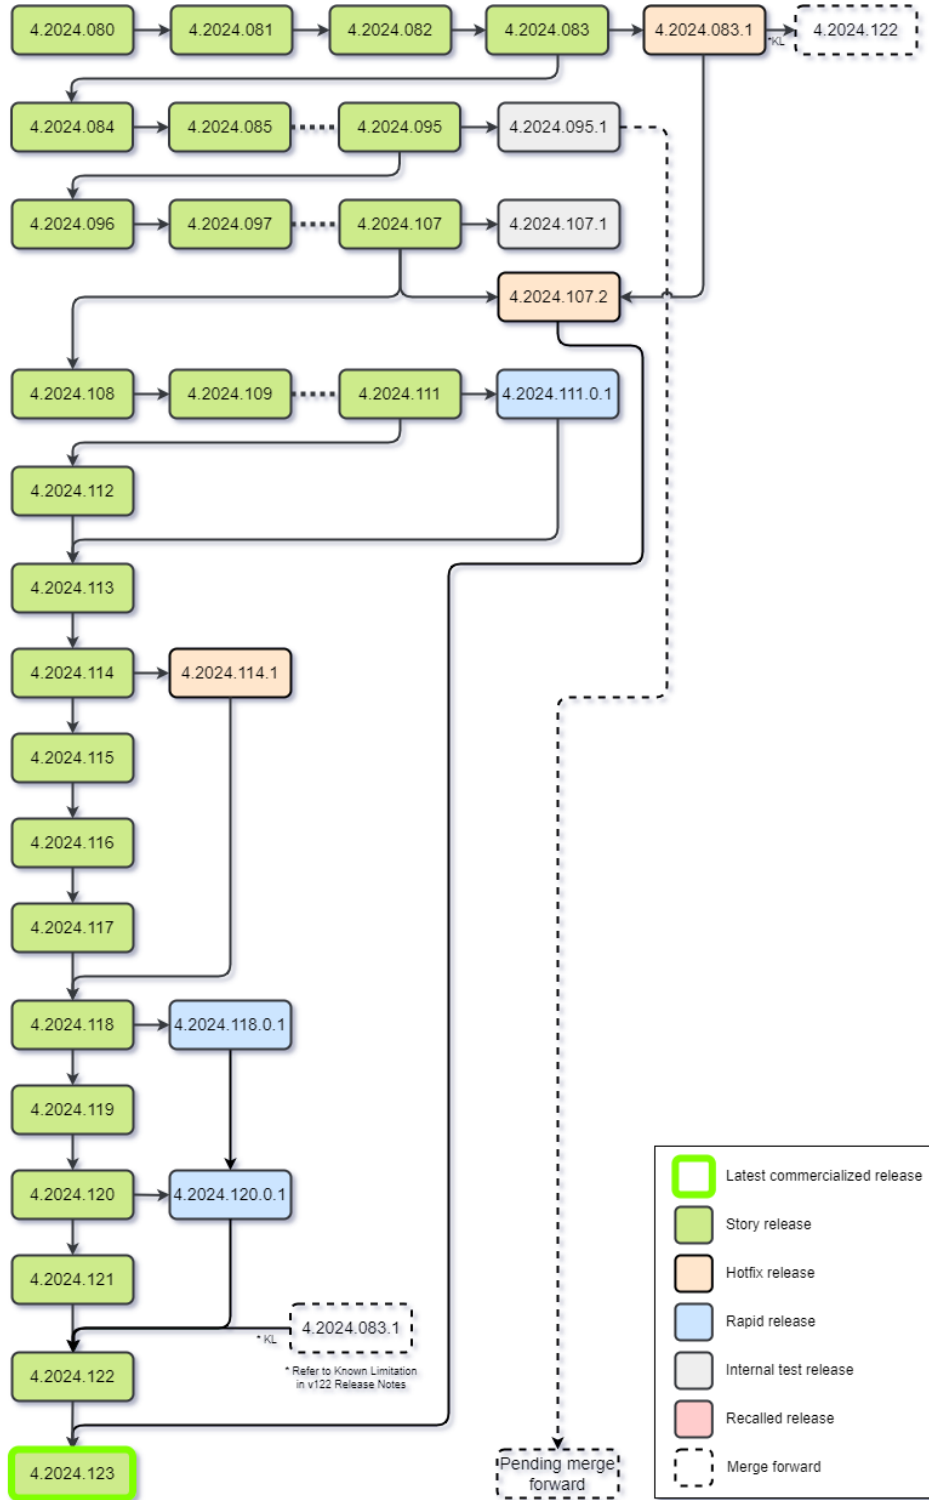 4.2024.080
4.2024.081
4.2024.082
4.2024.083
4.2024.083.1
*KL
4.2024.122
4.2024.084
4.2024.085
4.2024.095
4.2024.095.1
4.2024.096
4.2024.097
4.2024.107
4.2024.107.1
4.2024.107.2
4.2024.108
4.2024.109
4.2024.111
4.2024.111.0.1
4.2024.112
4.2024.113
4.2024.114
4.2024.114.1
4.2024.115
4.2024.116
4.2024.117
4.2024.118
4.2024.118.0.1
4.2024.119
4.2024.120
4.2024.120.0.1
4.2024.121
4.2024.083.1
* KL
* Refer to Known Limitation
in v122 Release Notes
4.2024.122
4.2024.123
Pending merge
forward
Latest commercialized release
Story release
Hotfix release
Rapid release
Internal test release
Recalled release
Merge forward